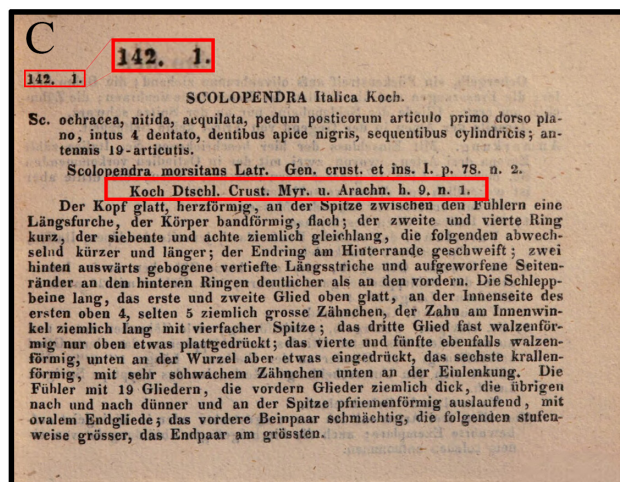 C
142. 1.
142. 1.
SCOLOPENDRA Italica Koch.
Sc. ochracea, nitida, acquilata, pedum posticorum articulo primo dorso pla-
no, intus 4 dentato, dentibus apice nigris, sequentibus cylindricis; an-
tennis 19-articutis.
Scolopendra morsitans Latr. Gen. crust. et ins. I. p. 78. n. 2.
Koch Dtschl. Crust. Myr. u. Arachn. h. 9. n. 1.
Der Kopf glatt, herzförmig, an der Spitze zwischen den Fühlern eine
Längsfurche, der Körper bandförmig, flach; der zweite und vierte Ring
kurz, der siebente und achte ziemlich gleichlang, die folgenden abwech-
selnd kürzer und länger; der Endring am Hinterrande geschweift; zwei
hinten auswärts gebogene vertiefte Längsstriche und aufgeworfene Seiten-
ränder an den hinteren Ringen deutlicher als an den vordern. Die Schlepp-
beine lang, das erste und zweite Glied oben glatt, an der Innenseite des
ersten oben 4, selten 5 ziemlich grosse Zähnchen, der Zahn am Innenwin-
kel ziemlich lang mit vierfacher Spitze; das dritte Glied fast walzenför-
mig nur oben etwas plattgedrückt; das vierte und fünfte ebenfalls walzen-
förmig, unten an der Wurzel aber etwas eingedrückt, das sechste krallen-
förmig, mit sehr schwachem Zähnchen unten an der Einlenkung. Die
Fühler mit 19 Gliedern, die vordern Glieder ziemlich dick, die übrigen
nach und nach dünner und an der Spitze pfriemenförmig auslaufend, mit
ovalem Endgliede; das vordere Beinpaar schmächtig, die folgenden stufen-
weise grösser, das Endpaar am grössten.